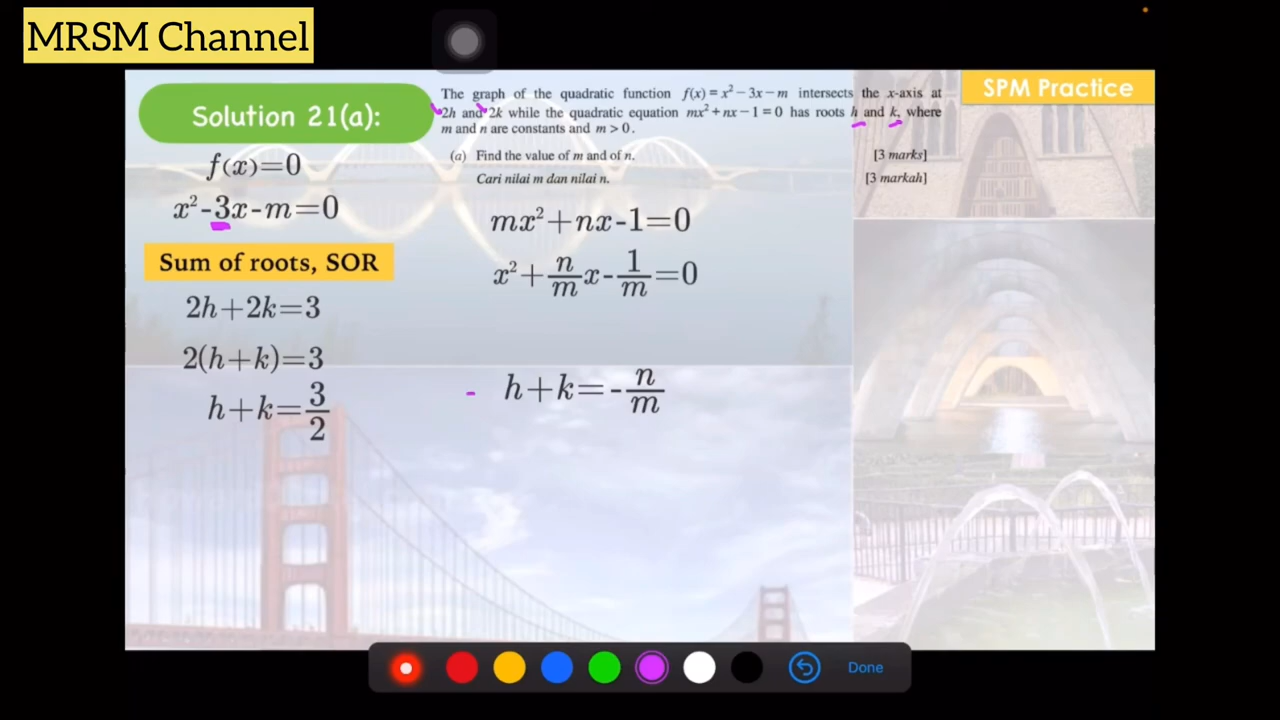 MRSM Channel
SPM Practice
Solution 21(a):
The graph of the quadratic function f(x) = x² − 3x − m intersects the x-axis at
2h and 2k while the quadratic equation mx² + nx − 1 = 0 has roots h and k, where
m and n are constants and m > 0.
(a) Find the value of m and of n. [3 marks]
Cari nilai m dan nilai n. [3 markah]
f(x)=0
x²-3x-m=0
Sum of roots, SOR
2h+2k=3
2(h+k)=3
h+k=3/2
mx²+nx-1=0
x²+n/m x-1/m=0
h+k=-n/m
Done